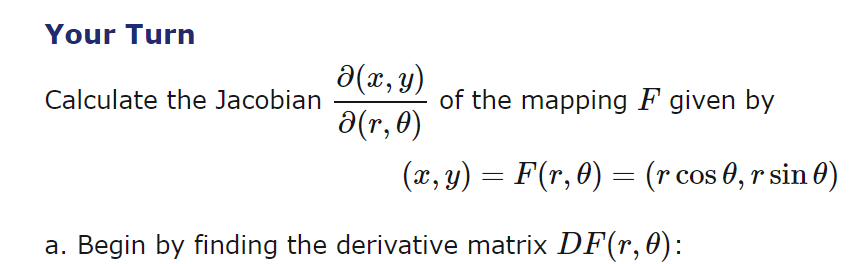 Your Turn
Calculate the Jacobian ∂(x, y)/∂(r, θ) of the mapping F given by
(x, y) = F(r, θ) = (r cos θ, r sin θ)
a. Begin by finding the derivative matrix DF(r, θ):